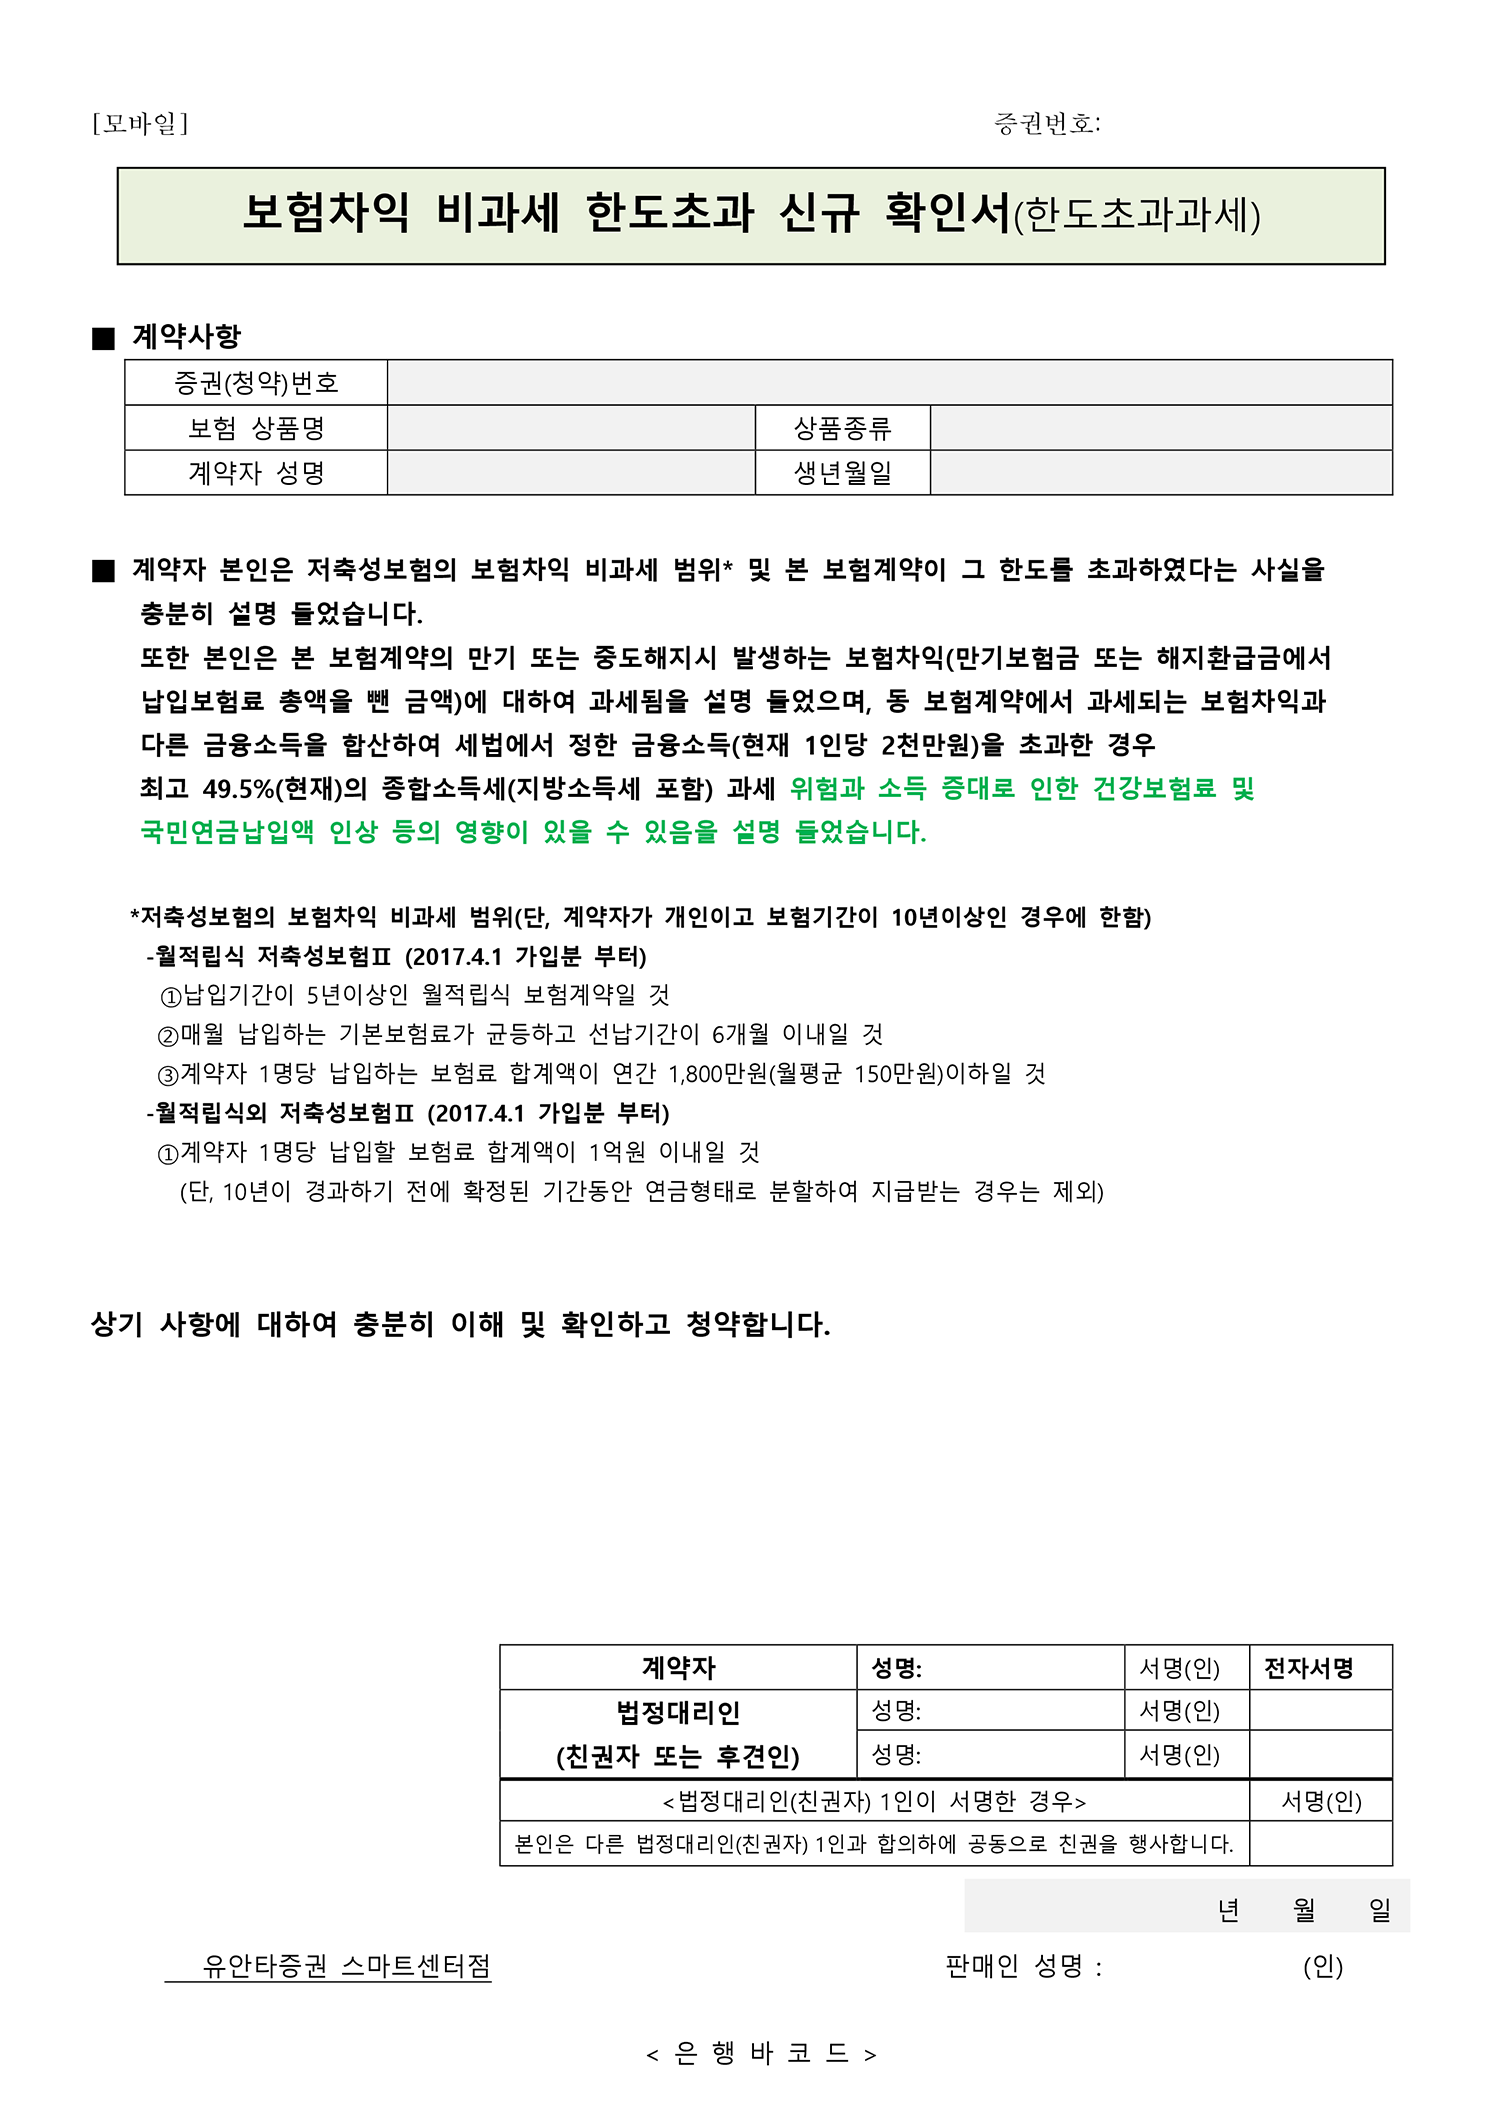 [모바일] 증권번호:
보험차익 비과세 한도초과 신규 확인서(한도초과과세)
■ 계약사항
증권(청약)번호
보험 상품명 상품종류
계약자 성명 생년월일
■ 계약자 본인은 저축성보험의 보험차익 비과세 범위* 및 본 보험계약이 그 한도를 초과하였다는 사실을
충분히 설명 들었습니다.
또한 본인은 본 보험계약의 만기 또는 중도해지시 발생하는 보험차익(만기보험금 또는 해지환급금에서
납입보험료 총액을 뺀 금액)에 대하여 과세됨을 설명 들었으며, 동 보험계약에서 과세되는 보험차익과
다른 금융소득을 합산하여 세법에서 정한 금융소득(현재 1인당 2천만원)을 초과한 경우
최고 49.5%(현재)의 종합소득세(지방소득세 포함) 과세 위험과 소득 증대로 인한 건강보험료 및
국민연금납입액 인상 등의 영향이 있을 수 있음을 설명 들었습니다.
*저축성보험의 보험차익 비과세 범위(단, 계약자가 개인이고 보험기간이 10년이상인 경우에 한함)
-월적립식 저축성보험Ⅱ (2017.4.1 가입분 부터)
①납입기간이 5년이상인 월적립식 보험계약일 것
②매월 납입하는 기본보험료가 균등하고 선납기간이 6개월 이내일 것
③계약자 1명당 납입하는 보험료 합계액이 연간 1,800만원(월평균 150만원)이하일 것
-월적립식외 저축성보험Ⅱ (2017.4.1 가입분 부터)
①계약자 1명당 납입할 보험료 합계액이 1억원 이내일 것
(단, 10년이 경과하기 전에 확정된 기간동안 연금형태로 분할하여 지급받는 경우는 제외)
상기 사항에 대하여 충분히 이해 및 확인하고 청약합니다.
계약자 성명: 서명(인) 전자서명
법정대리인 성명: 서명(인)
(친권자 또는 후견인) 성명: 서명(인)
<법정대리인(친권자) 1인이 서명한 경우> 서명(인)
본인은 다른 법정대리인(친권자) 1인과 합의하에 공동으로 친권을 행사합니다.
년 월 일
유안타증권 스마트센터점 판매인 성명 : (인)
< 은 행 바 코 드 >